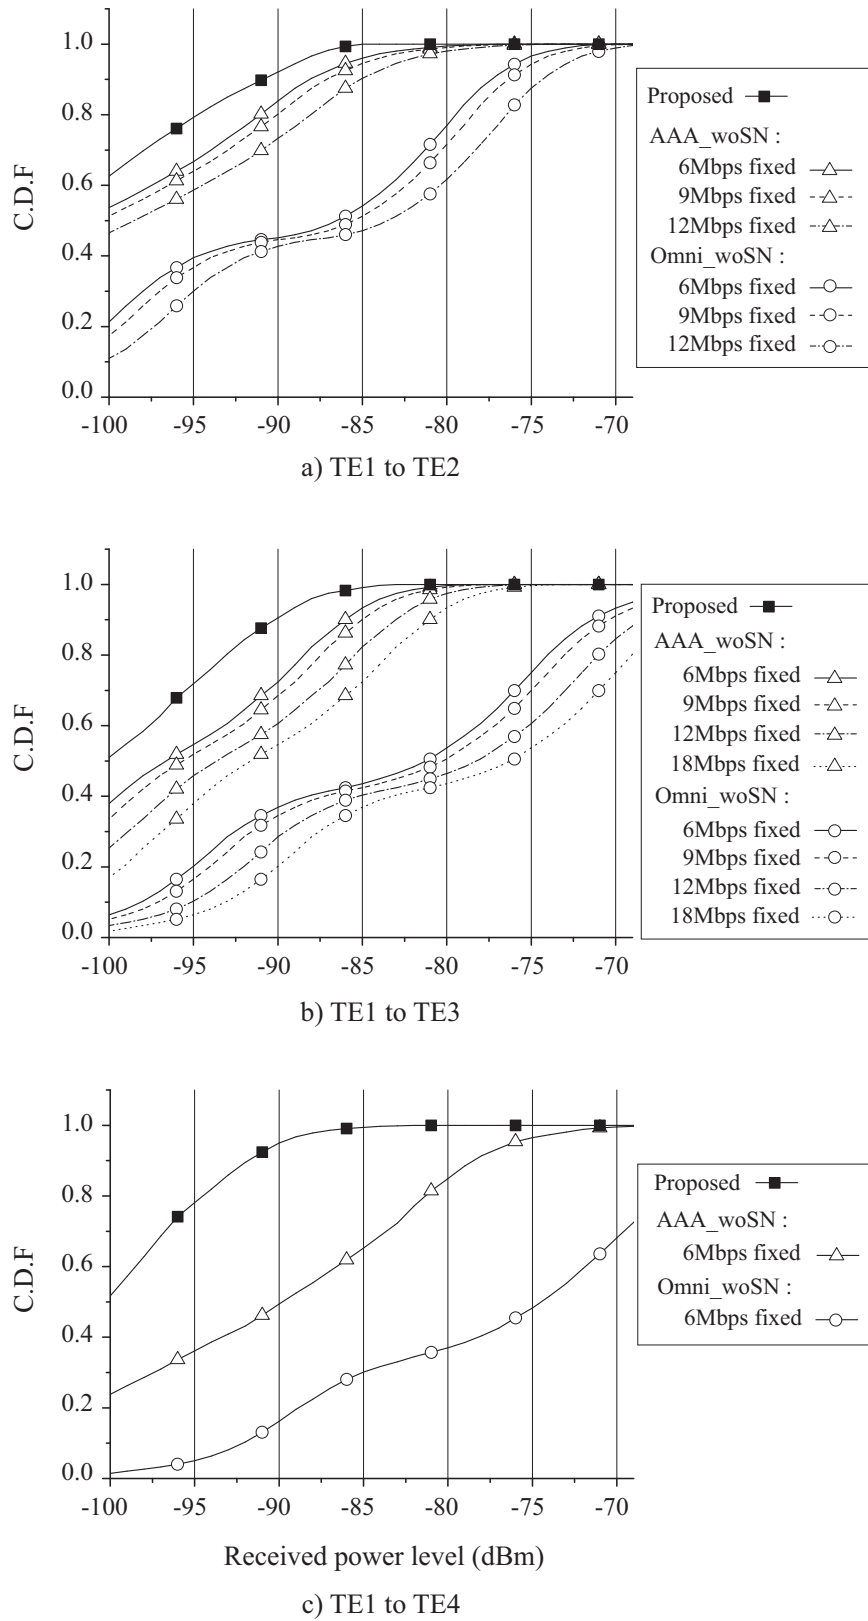 1.0
0.8
0.6
0.4
0.2
0.0
C.D.F
-100 -95 -90 -85 -80 -75 -70
a) TE1 to TE2
Proposed
AAA_woSN :
6Mbps fixed
9Mbps fixed
12Mbps fixed
Omni_woSN :
6Mbps fixed
9Mbps fixed
12Mbps fixed
1.0
0.8
0.6
0.4
0.2
0.0
C.D.F
-100 -95 -90 -85 -80 -75 -70
b) TE1 to TE3
Proposed
AAA_woSN :
6Mbps fixed
9Mbps fixed
12Mbps fixed
18Mbps fixed
Omni_woSN :
6Mbps fixed
9Mbps fixed
12Mbps fixed
18Mbps fixed
1.0
0.8
0.6
0.4
0.2
0.0
C.D.F
-100 -95 -90 -85 -80 -75 -70
Received power level (dBm)
c) TE1 to TE4
Proposed
AAA_woSN :
6Mbps fixed
Omni_woSN :
6Mbps fixed